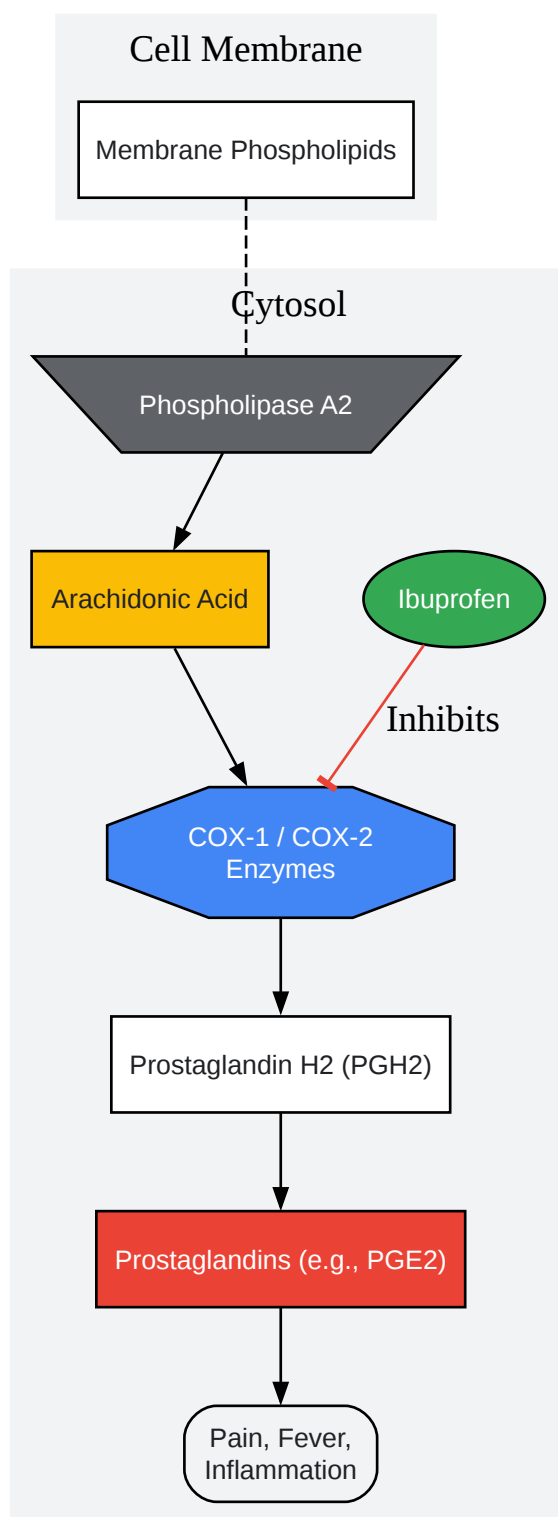 Cell Membrane
Membrane Phospholipids
Cytosol
Phospholipase A2
Arachidonic Acid
Ibuprofen
Inhibits
COX-1 / COX-2
Enzymes
Prostaglandin H2 (PGH2)
Prostaglandins (e.g., PGE2)
Pain, Fever,
Inflammation